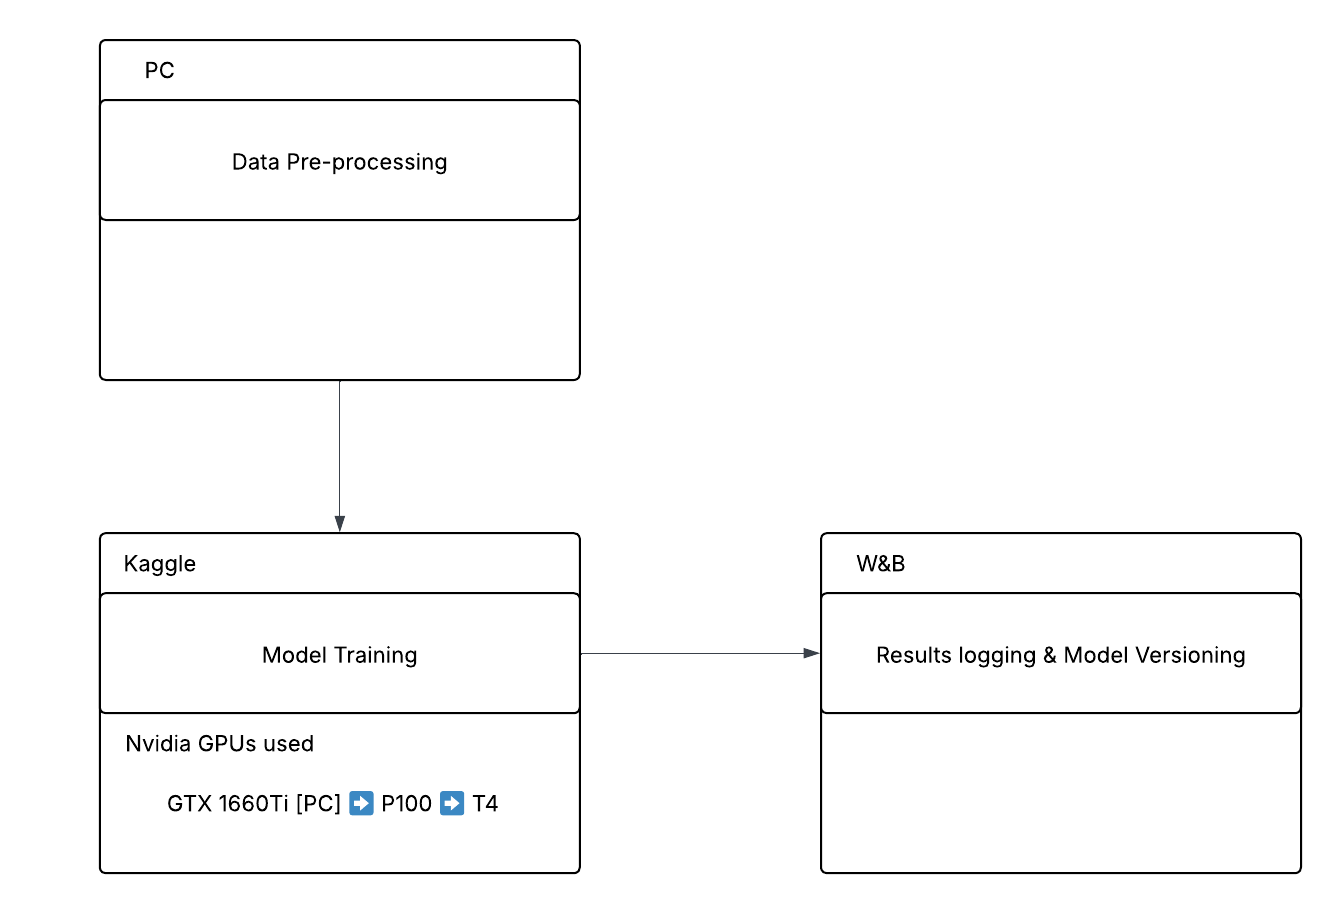 PC
Data Pre-processing
Kaggle
Model Training
Nvidia GPUs used
GTX 1660Ti [PC] ➡️ P100 ➡️ T4
W&B
Results logging & Model Versioning